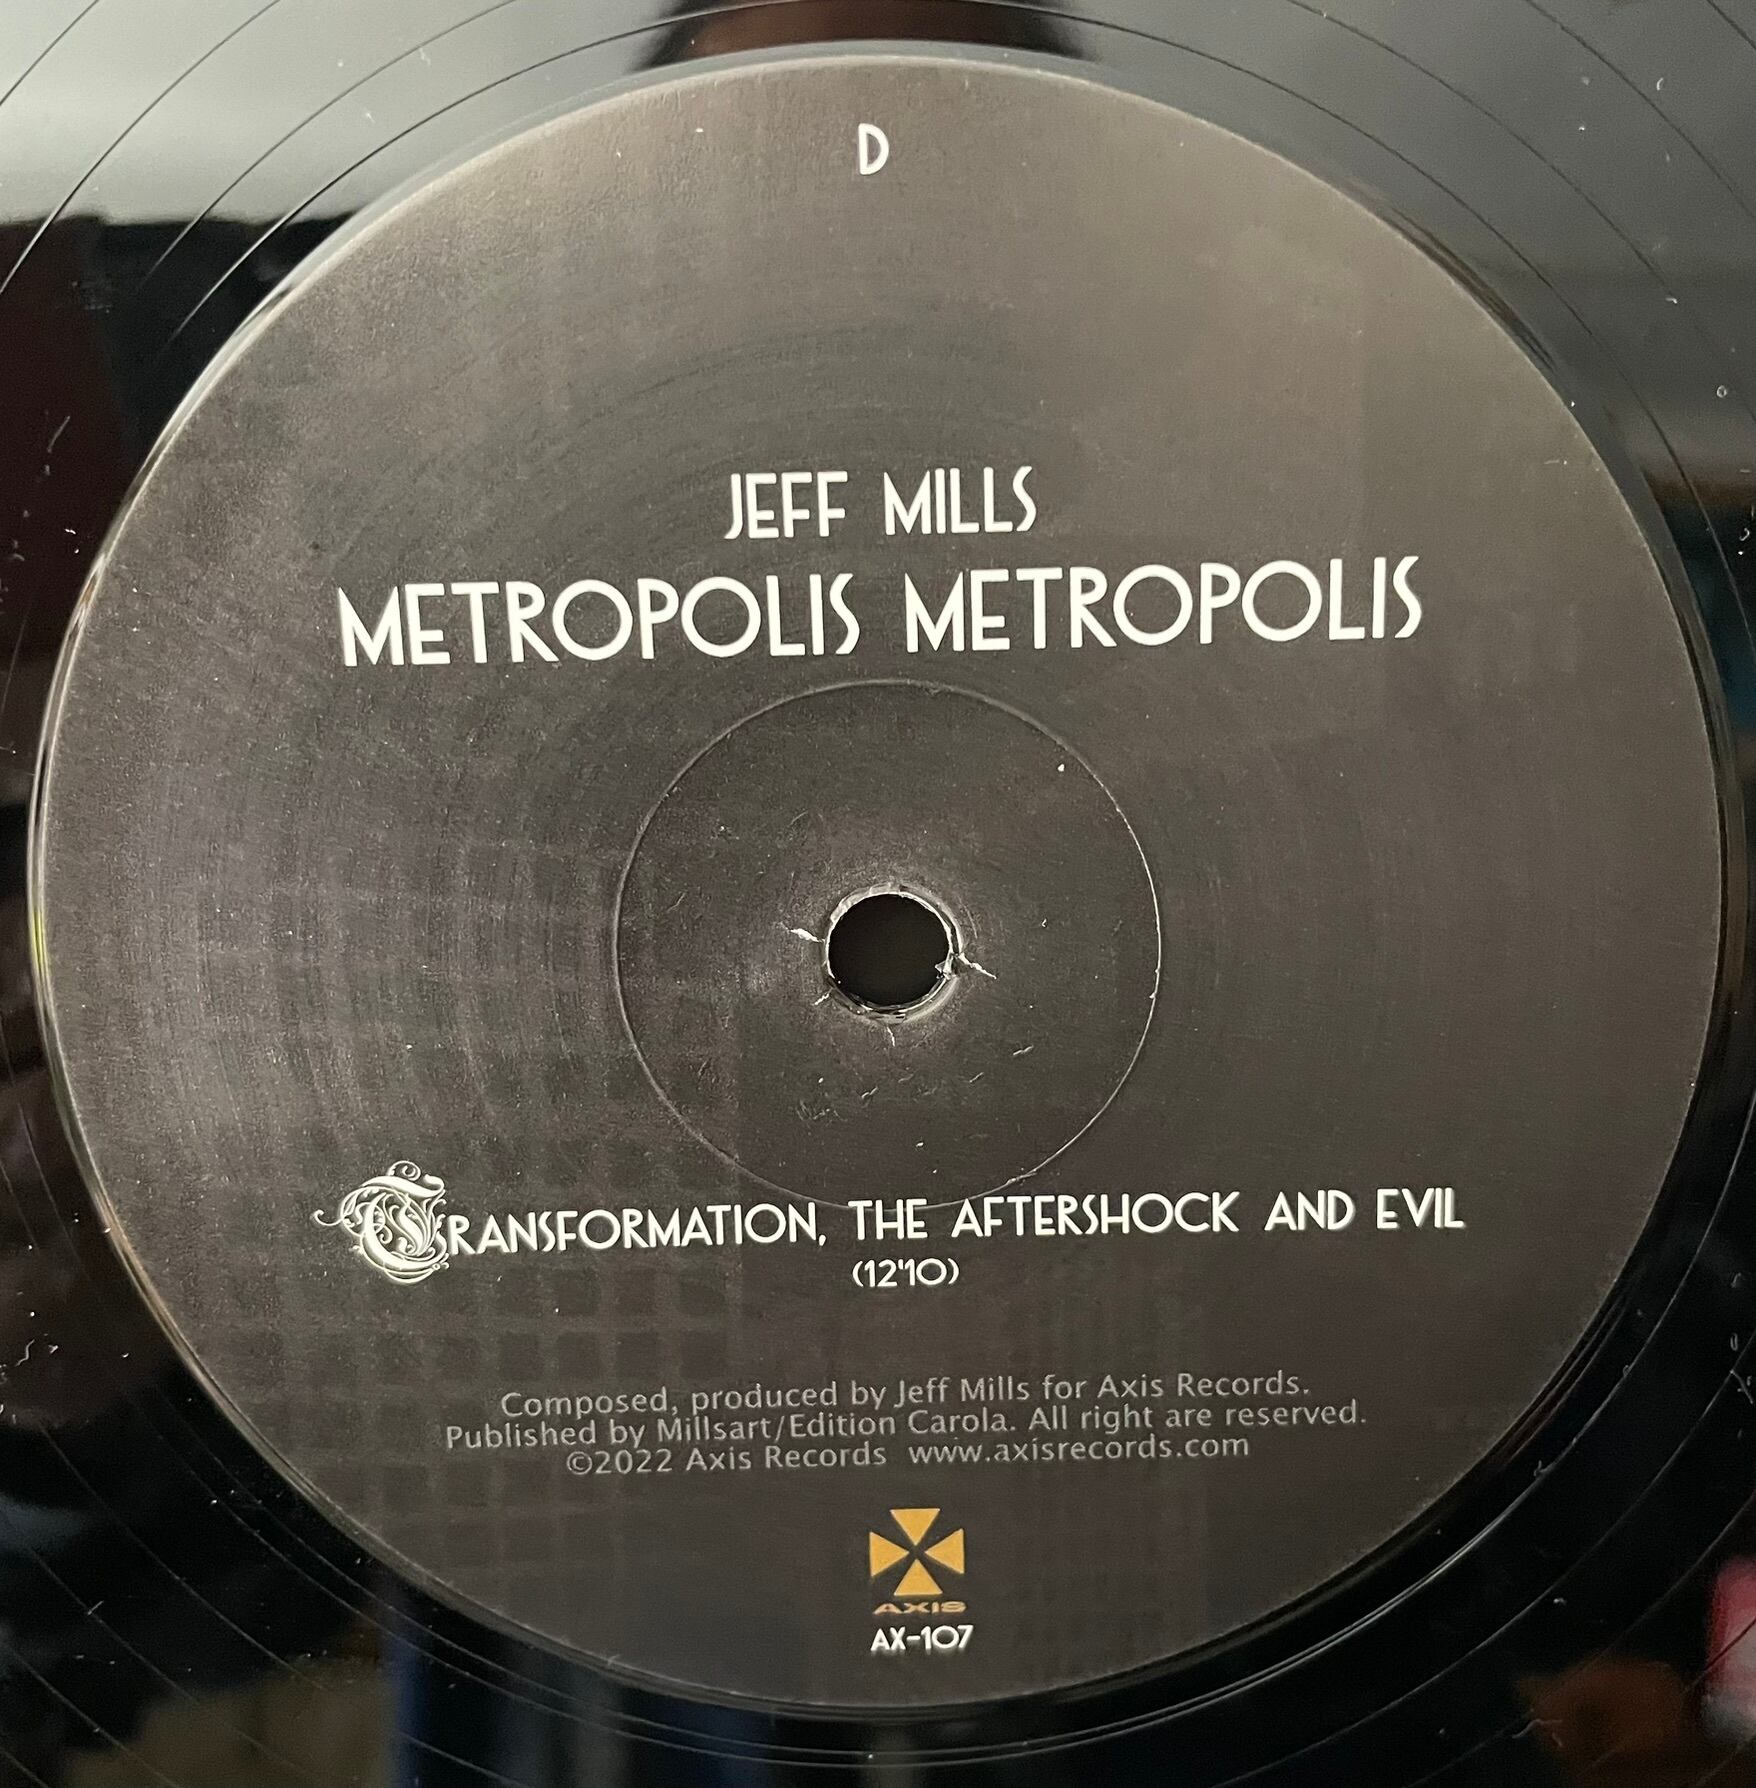 D
JEFF MILLS
METROPOLIS METROPOLIS
TRANSFORMATION, THE AFTERSHOCK AND EVIL
(12'10)
Composed, produced by Jeff Mills for Axis Records.
Published by Millsart/Edition Carola. All right are reserved.
©2022 Axis Records www.axisrecords.com
AXIS
AX-107